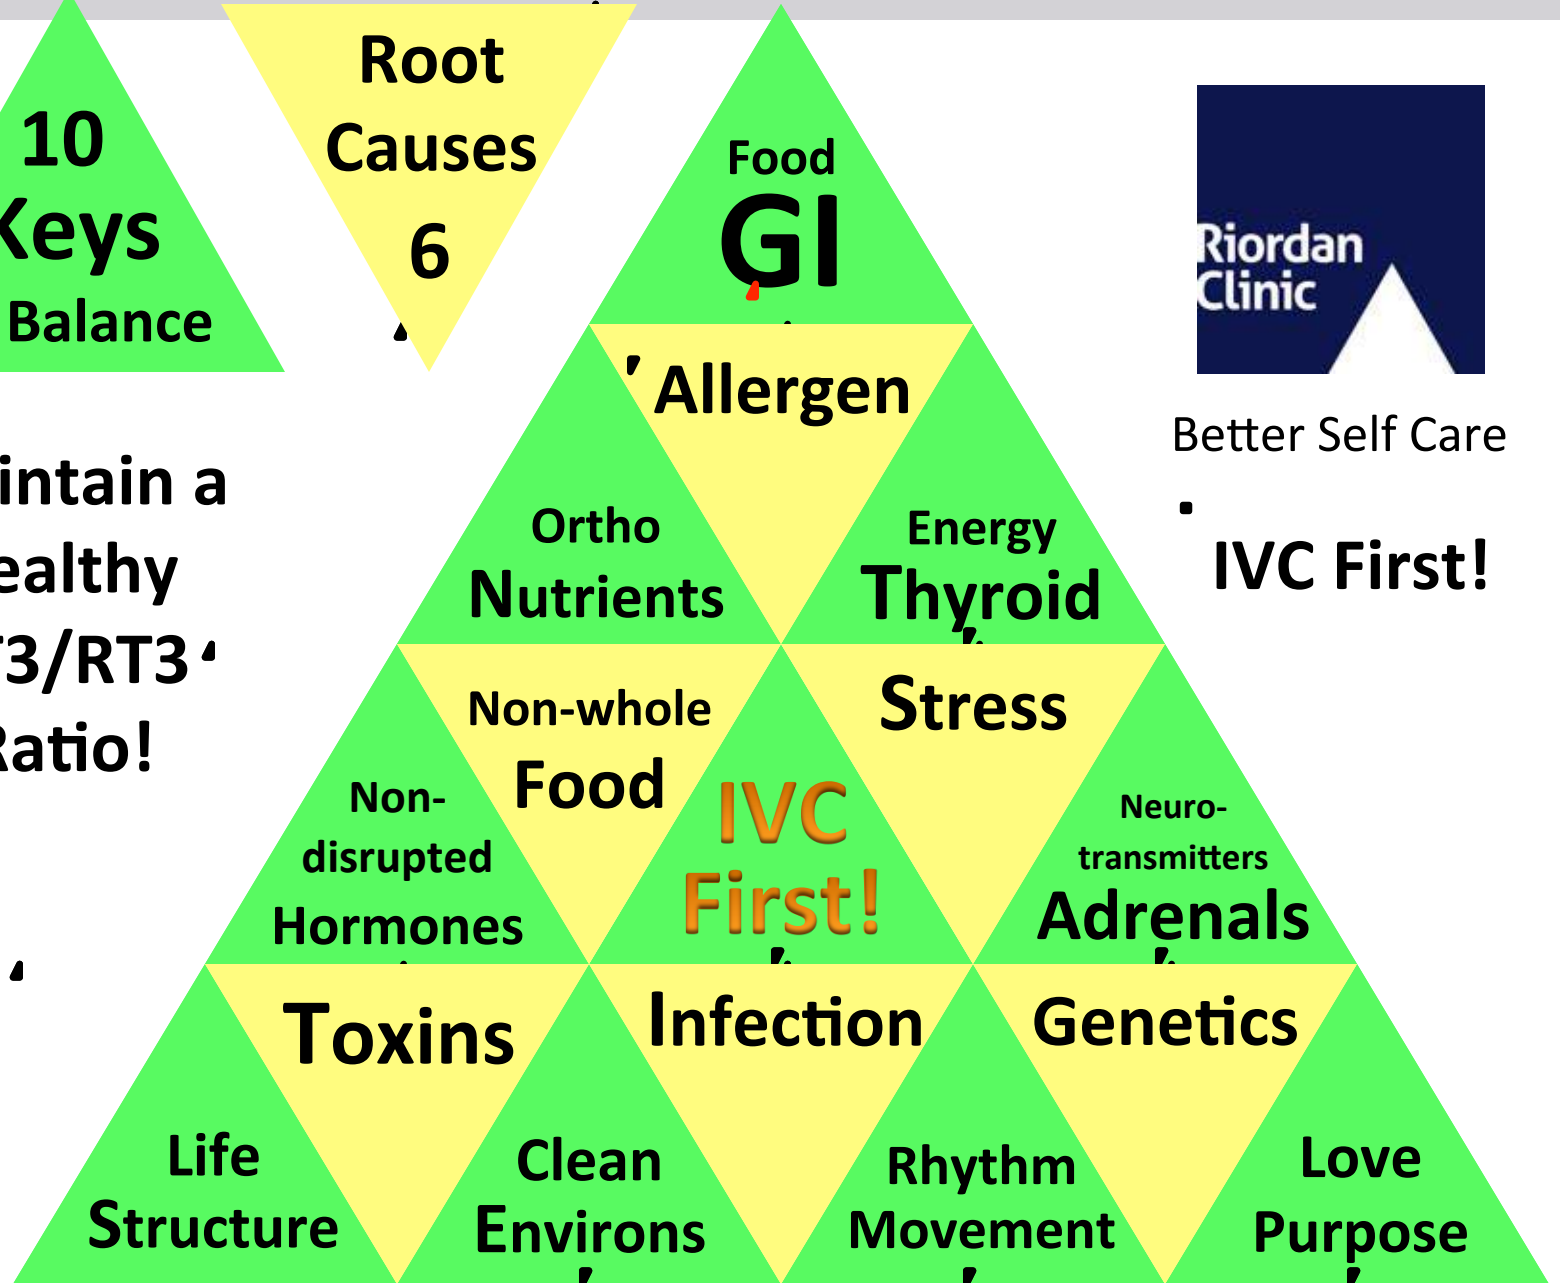 10
Keys
Balance
Root
Causes
6
Food
GI
Riordan
Clinic
Better Self Care
IVC First!
intain a
ealthy
T3/RT3
Ratio!
Allergen
Ortho
Nutrients
Energy
Thyroid
Non-whole
Food
Stress
Non-
disrupted
Hormones
IVC
First!
Neuro-
transmitters
Adrenals
Toxins
Infection
Genetics
Life
Structure
Clean
Environs
Rhythm
Movement
Love
Purpose